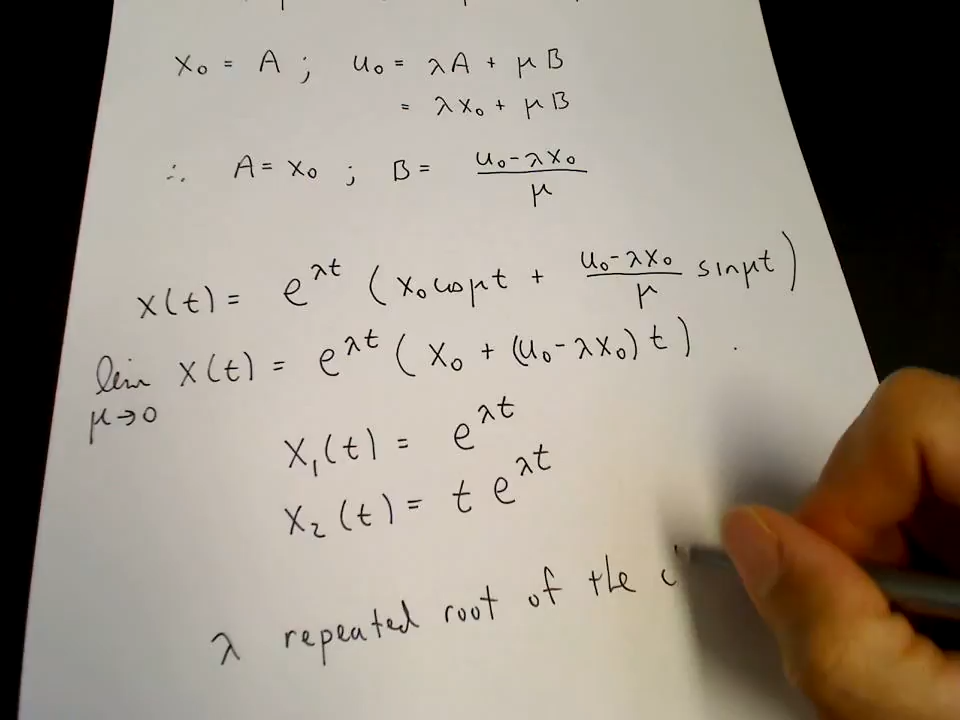 x₀ = A ; u₀ = λA + μB
= λx₀ + μB
∴ A = x₀ ; B = (u₀ - λx₀)/μ
x(t) = e^{λt} (x₀ cos μt + (u₀ - λx₀)/μ sin μt)
lim_{μ→0} x(t) = e^{λt} (x₀ + (u₀ - λx₀) t) .
x₁(t) = e^{λt}
x₂(t) = t e^{λt}
λ repeated root of the c